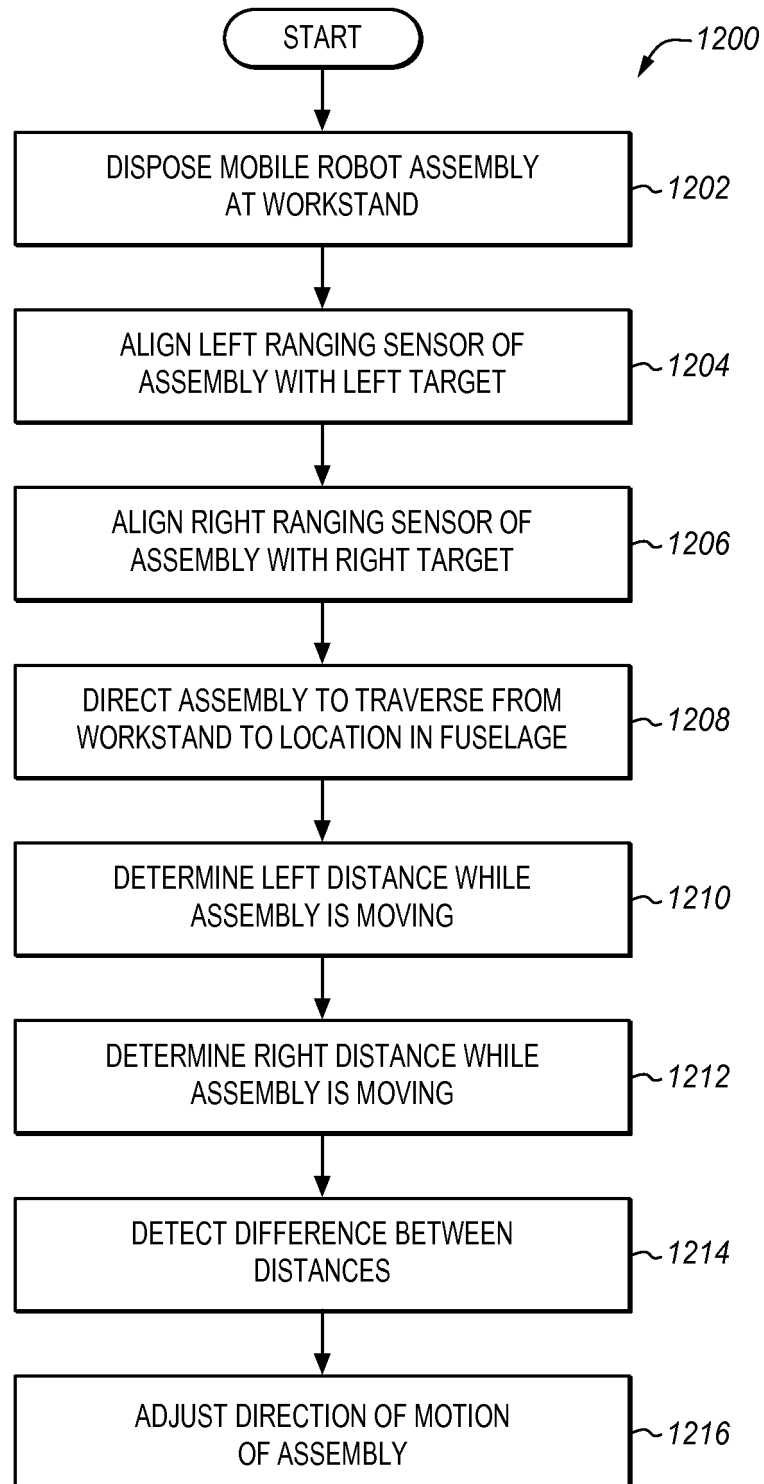 START
1200
DISPOSE MOBILE ROBOT ASSEMBLY
AT WORKSTAND
1202
ALIGN LEFT RANGING SENSOR OF
ASSEMBLY WITH LEFT TARGET
1204
ALIGN RIGHT RANGING SENSOR OF
ASSEMBLY WITH RIGHT TARGET
1206
DIRECT ASSEMBLY TO TRAVERSE FROM
WORKSTAND TO LOCATION IN FUSELAGE
1208
DETERMINE LEFT DISTANCE WHILE
ASSEMBLY IS MOVING
1210
DETERMINE RIGHT DISTANCE WHILE
ASSEMBLY IS MOVING
1212
DETECT DIFFERENCE BETWEEN
DISTANCES
1214
ADJUST DIRECTION OF MOTION
OF ASSEMBLY
1216